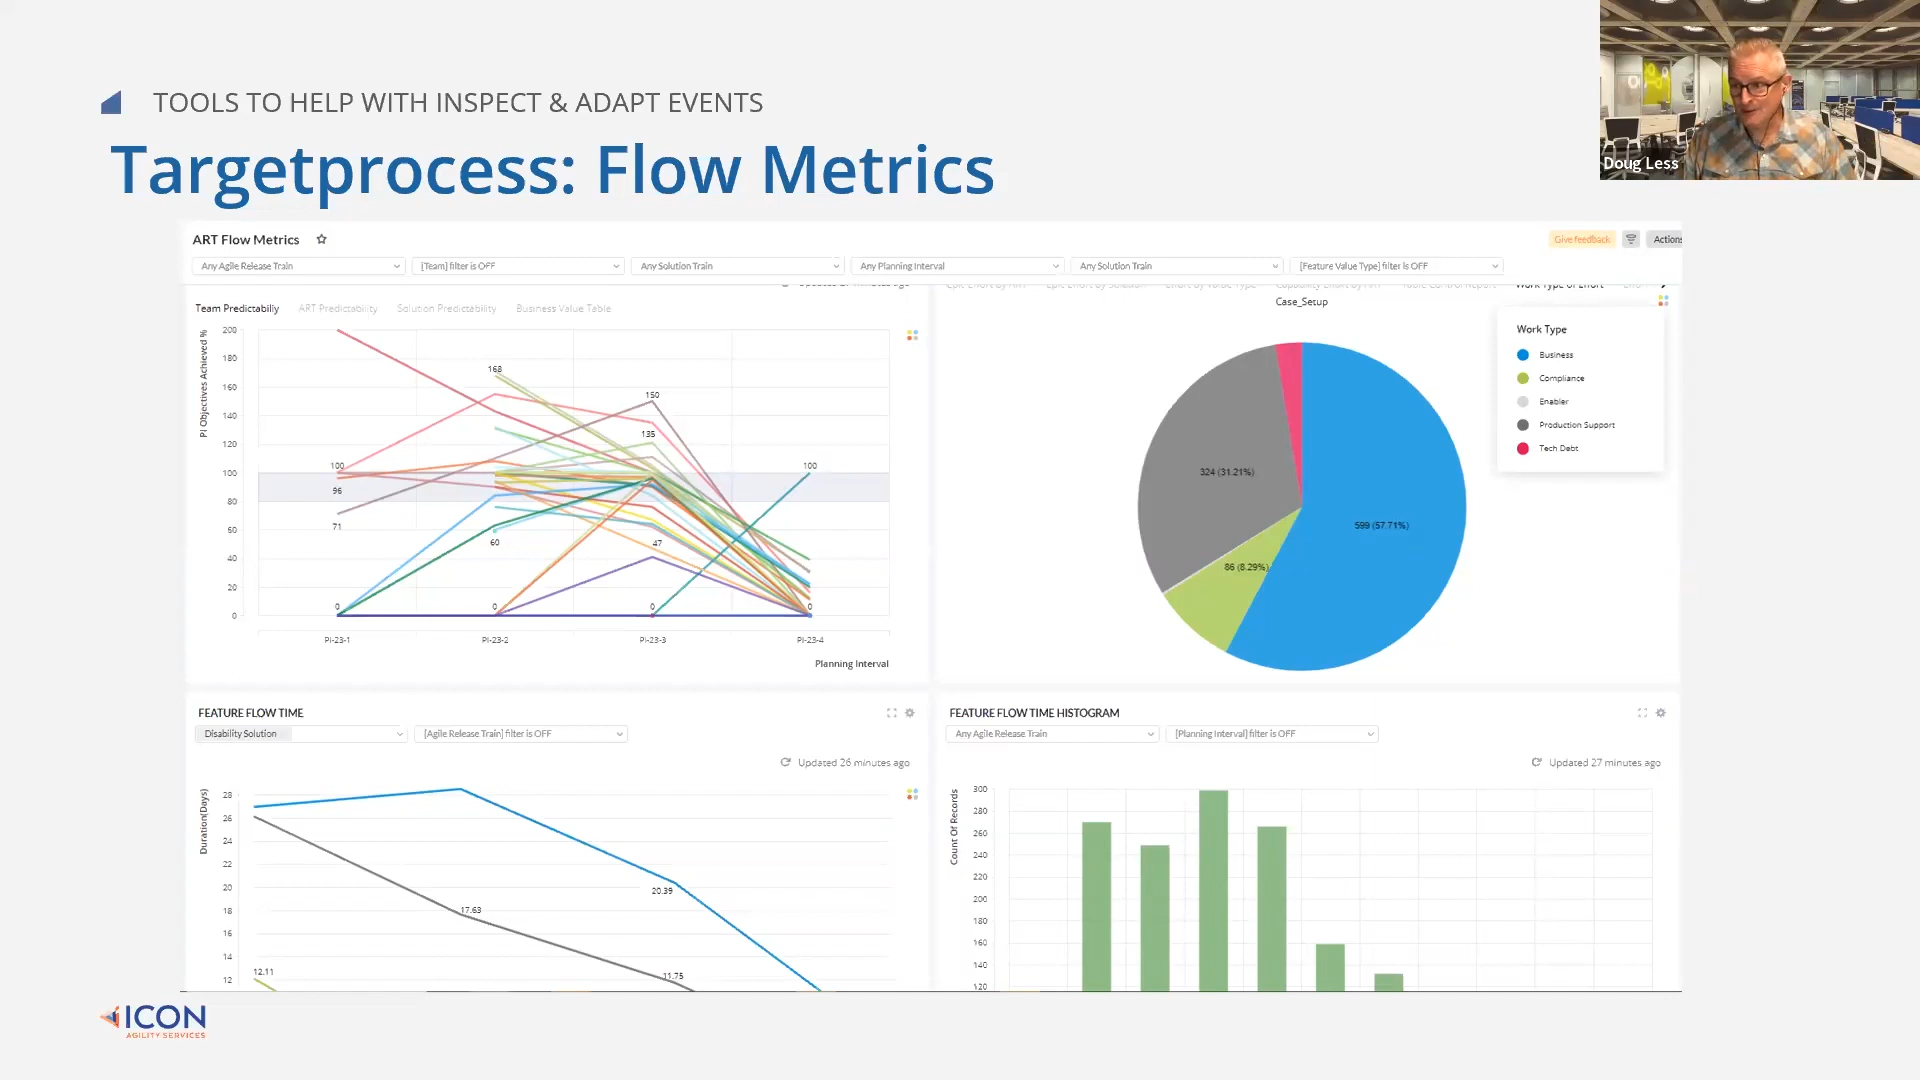 TOOLS TO HELP WITH INSPECT & ADAPT EVENTS
Targetprocess: Flow Metrics
Doug Less
ART Flow Metrics
Give feedback
Actions
Any Agile Release Train
[Team] filter is OFF
Any Solution Train
Any Planning Interval
Any Solution Train
[Feature Value Type] filter is OFF
Team Predictabiliy
ART Predictability
Solution Predictability
Business Value Table
PI Objectives Achieved %
200
180
160
140
120
100
80
60
40
20
0
100
96
71
0
168
60
0
150
135
47
0
100
0
PI-23-1
PI-23-2
PI-23-3
PI-23-4
Planning Interval
Case_Setup
324 (31.21%)
599 (57.71%)
86 (8.29%)
Work Type
Business
Compliance
Enabler
Production Support
Tech Debt
FEATURE FLOW TIME
Disability Solution
[Agile Release Train] filter is OFF
Updated 26 minutes ago
Duration(Days)
28
26
24
22
20
18
16
14
12
12.11
17.63
20.39
11.75
FEATURE FLOW TIME HISTOGRAM
Any Agile Release Train
[Planning Interval] filter is OFF
Updated 27 minutes ago
Count Of Records
300
280
260
240
220
200
180
160
140
120
ICON
AGILITY SERVICES